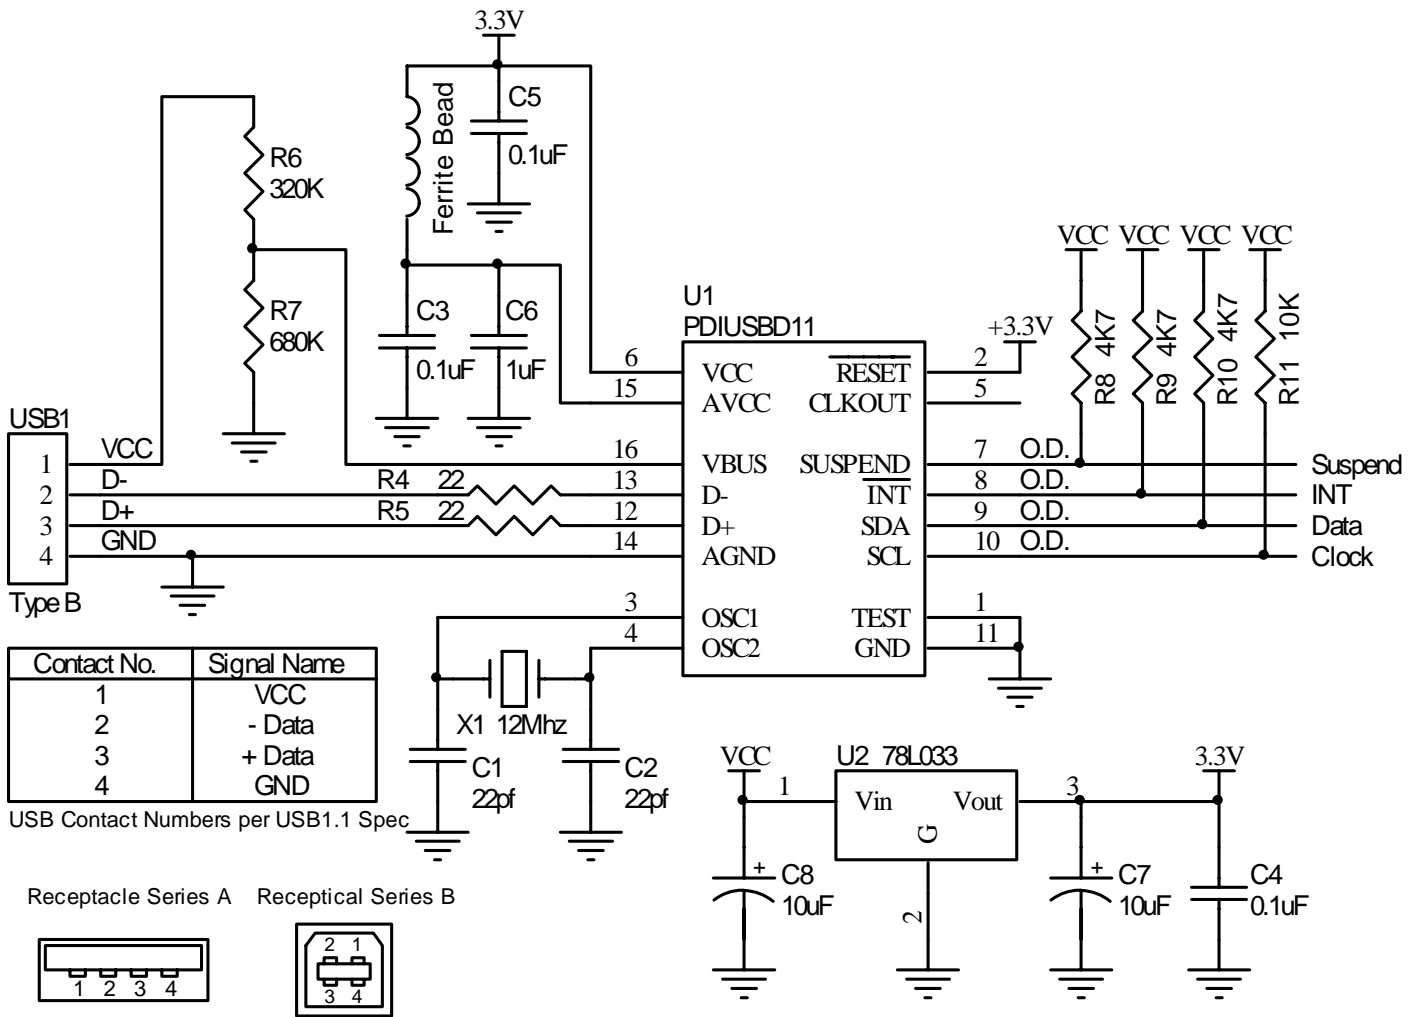 3.3V
C5
0.1uF
Ferrite Bead
R6
320K
R7
680K
C3
0.1uF
C6
1uF
U1
PDIUSBD11
6 VCC
15 AVCC
16 VBUS
13 D-
12 D+
14 AGND
3 OSC1
4 OSC2
RESET 2
CLKOUT 5
SUSPEND 7 O.D.
INT 8 O.D.
SDA 9 O.D.
SCL 10 O.D.
TEST 1
GND 11
+3.3V
VCC VCC VCC VCC
R8 4K7
R9 4K7
R10 4K7
R11 10K
Suspend
INT
Data
Clock
USB1
1 VCC
2 D-
3 D+
4 GND
Type B
R4 22
R5 22
X1 12Mhz
C1
22pf
C2
22pf
Contact No. Signal Name
1 VCC
2 - Data
3 + Data
4 GND
USB Contact Numbers per USB1.1 Spec
VCC
U2 78L033
3.3V
1 Vin Vout 3
G
2
+ C8
10uF
+ C7
10uF
C4
0.1uF
Receptacle Series A Receptical Series B
1 2 3 4
2 1
3 4